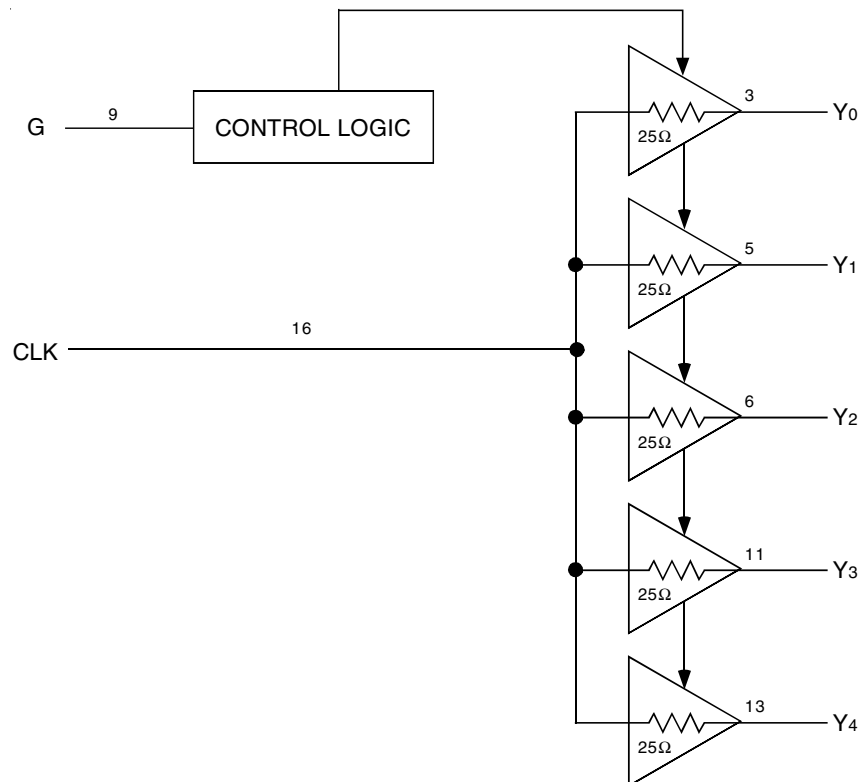 3
Y0
9
G
CONTROL LOGIC
25Ω
5
Y1
25Ω
16
CLK
6
Y2
25Ω
11
Y3
25Ω
13
Y4
25Ω